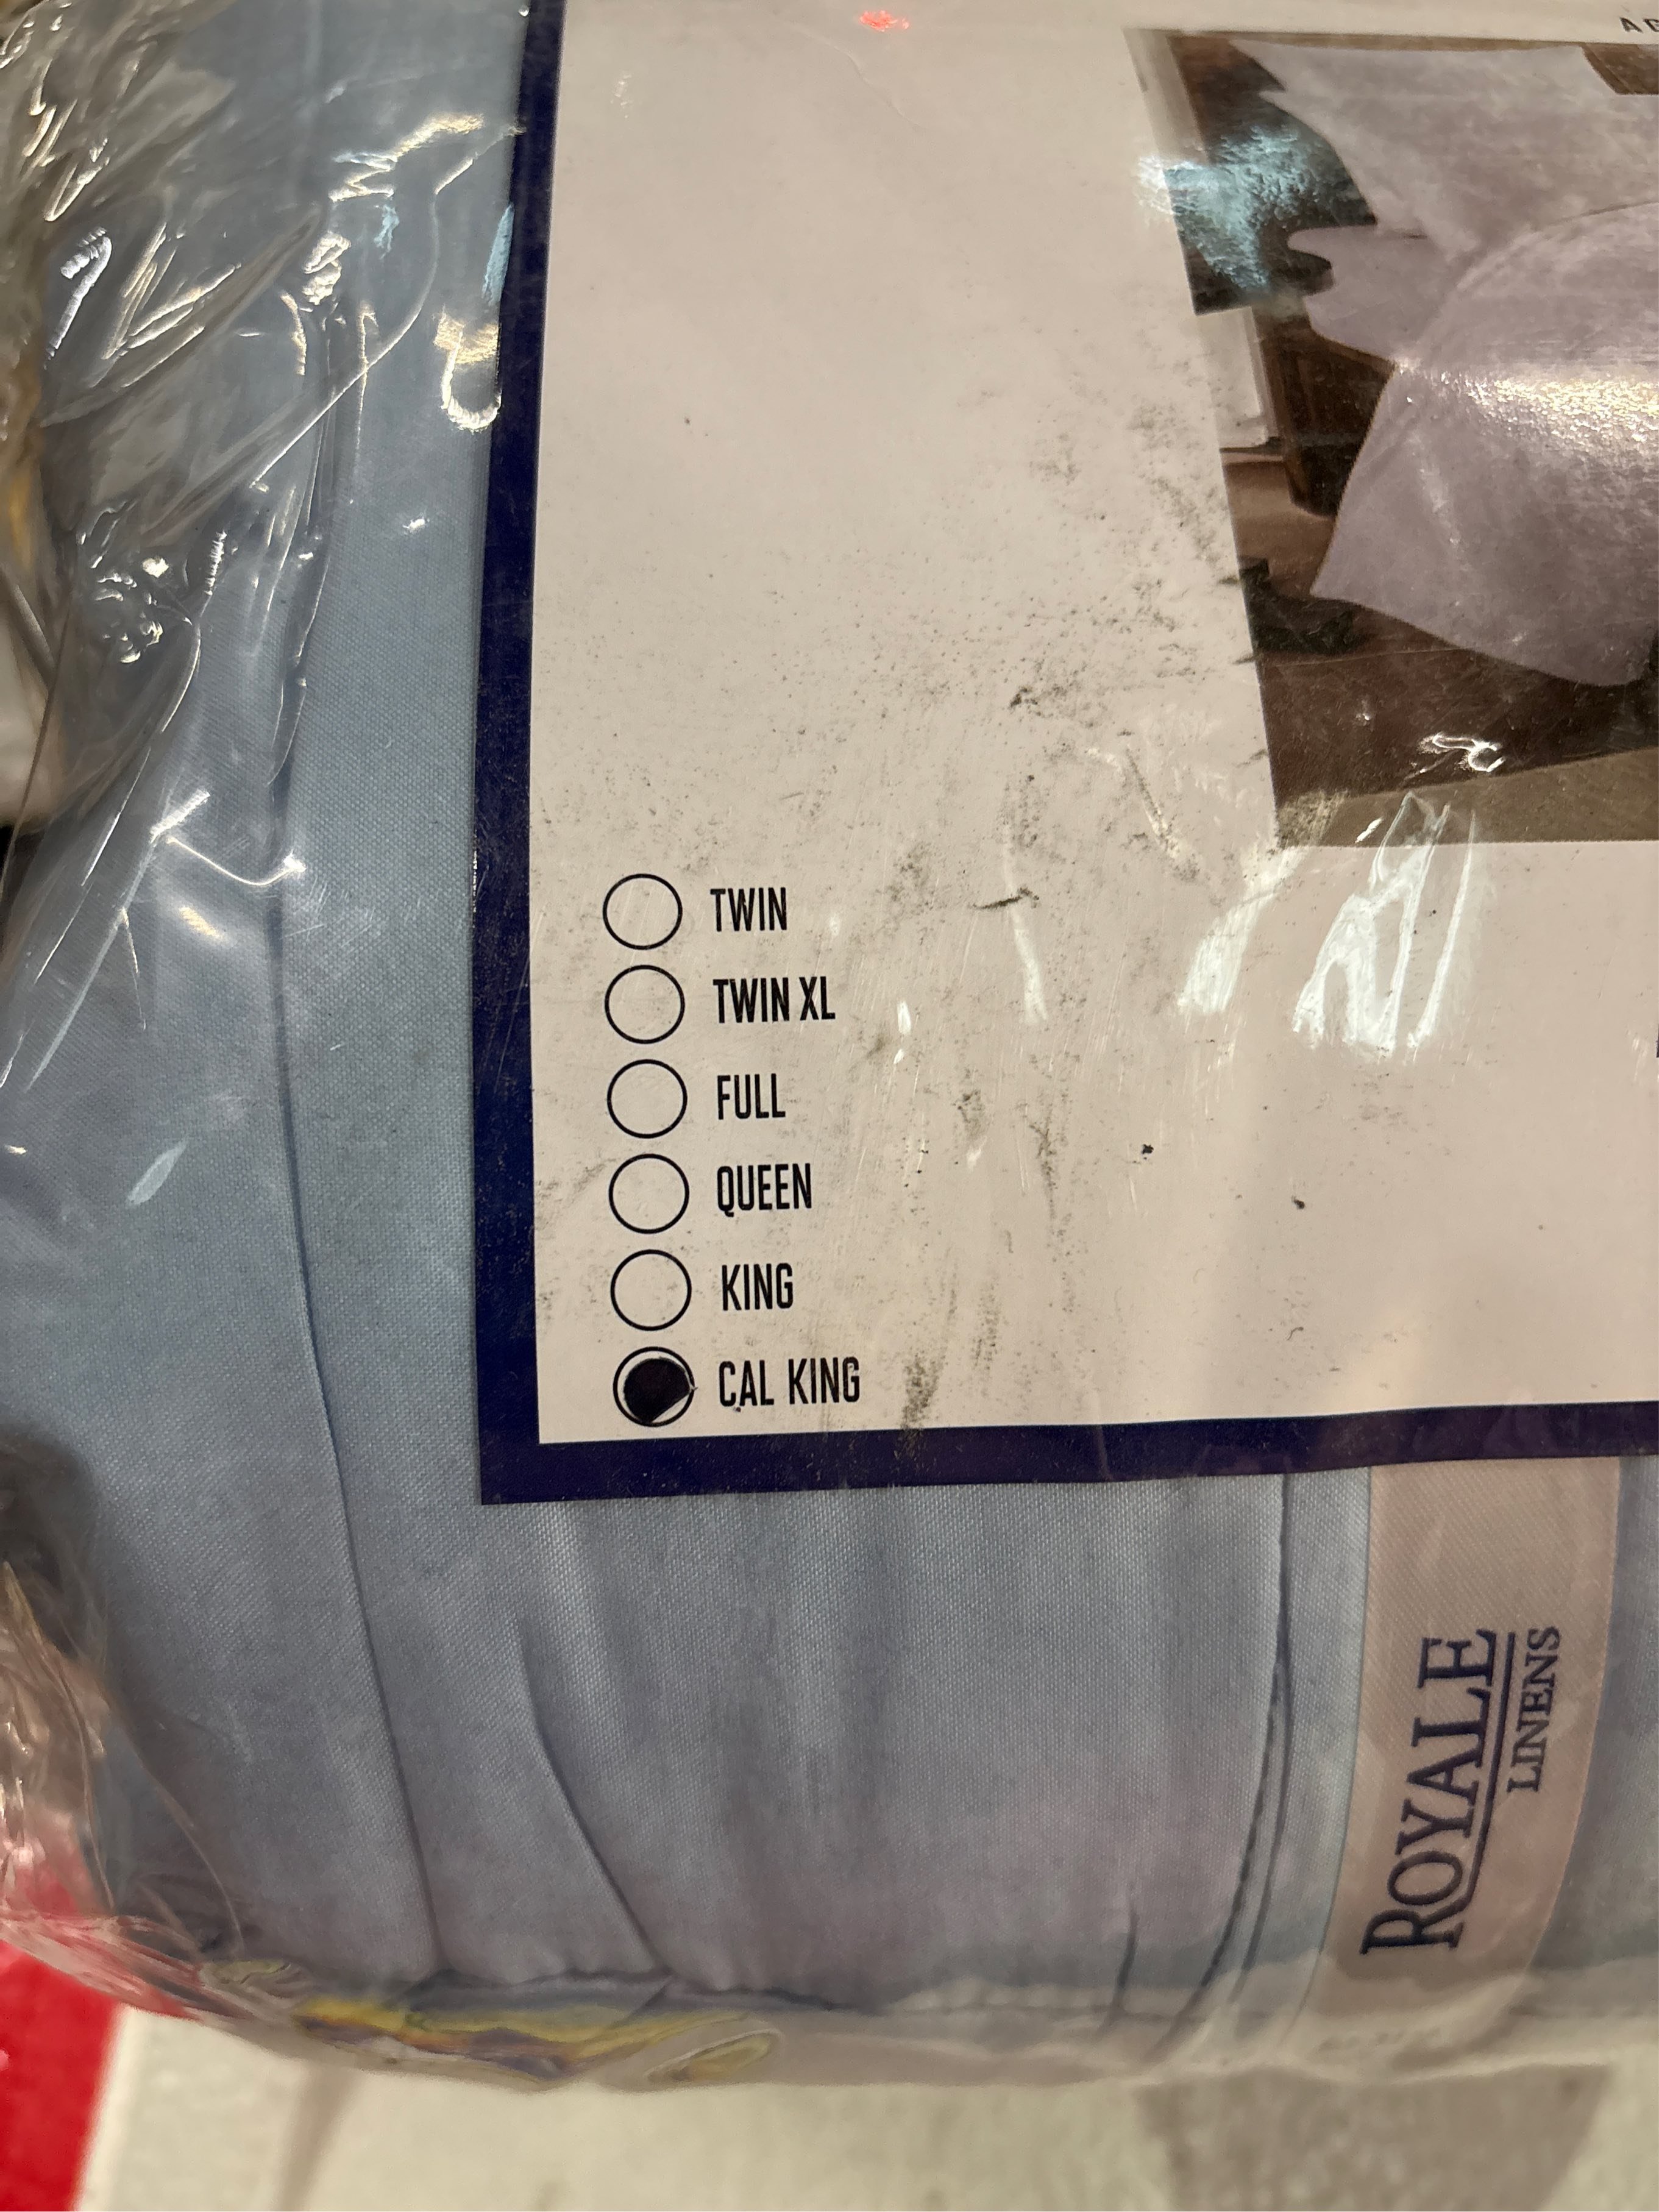 TWIN
TWIN XL
FULL
QUEEN
KING
CAL KING
ROYALE
LINENS